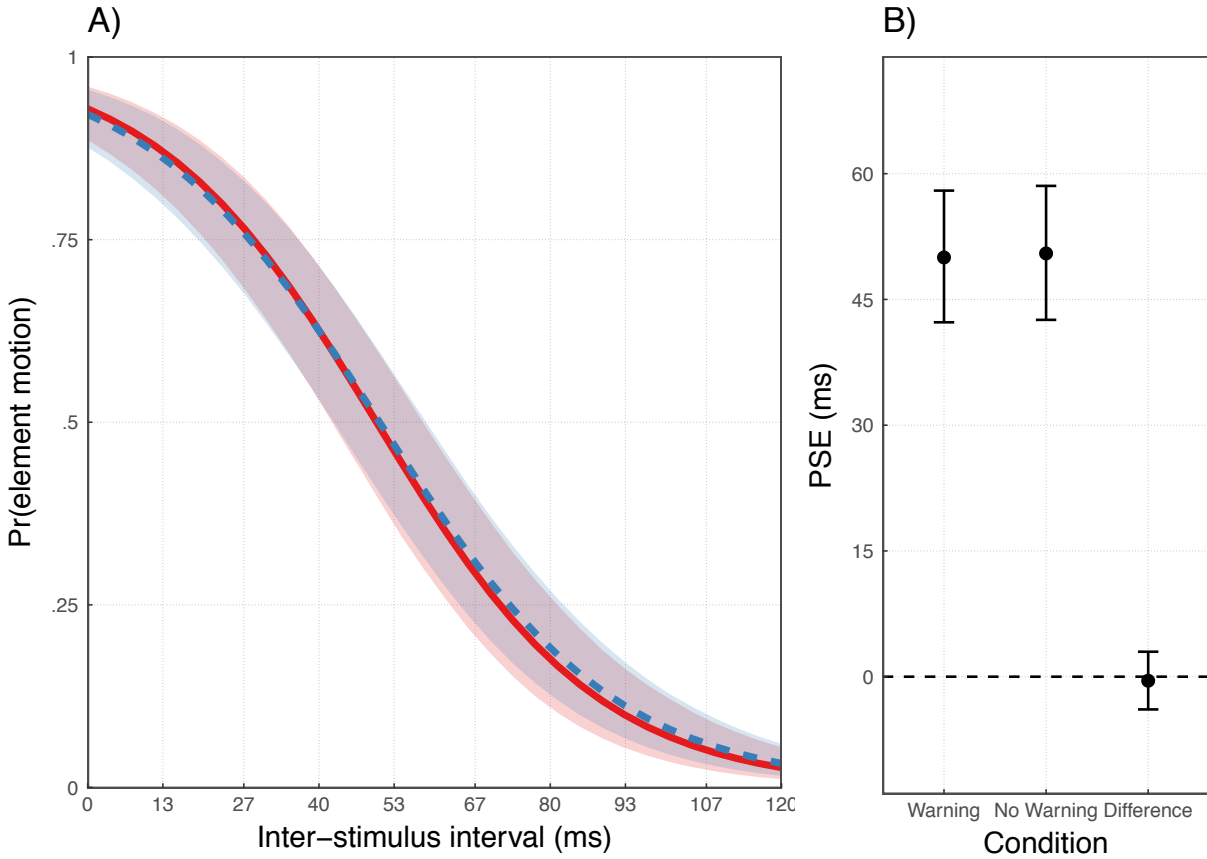 A)
1
.75
.5
.25
0
Pr(element motion)
0 13 27 40 53 67 80 93 107 120
Inter−stimulus interval (ms)
B)
60
45
30
15
0
PSE (ms)
Warning No Warning Difference
Condition